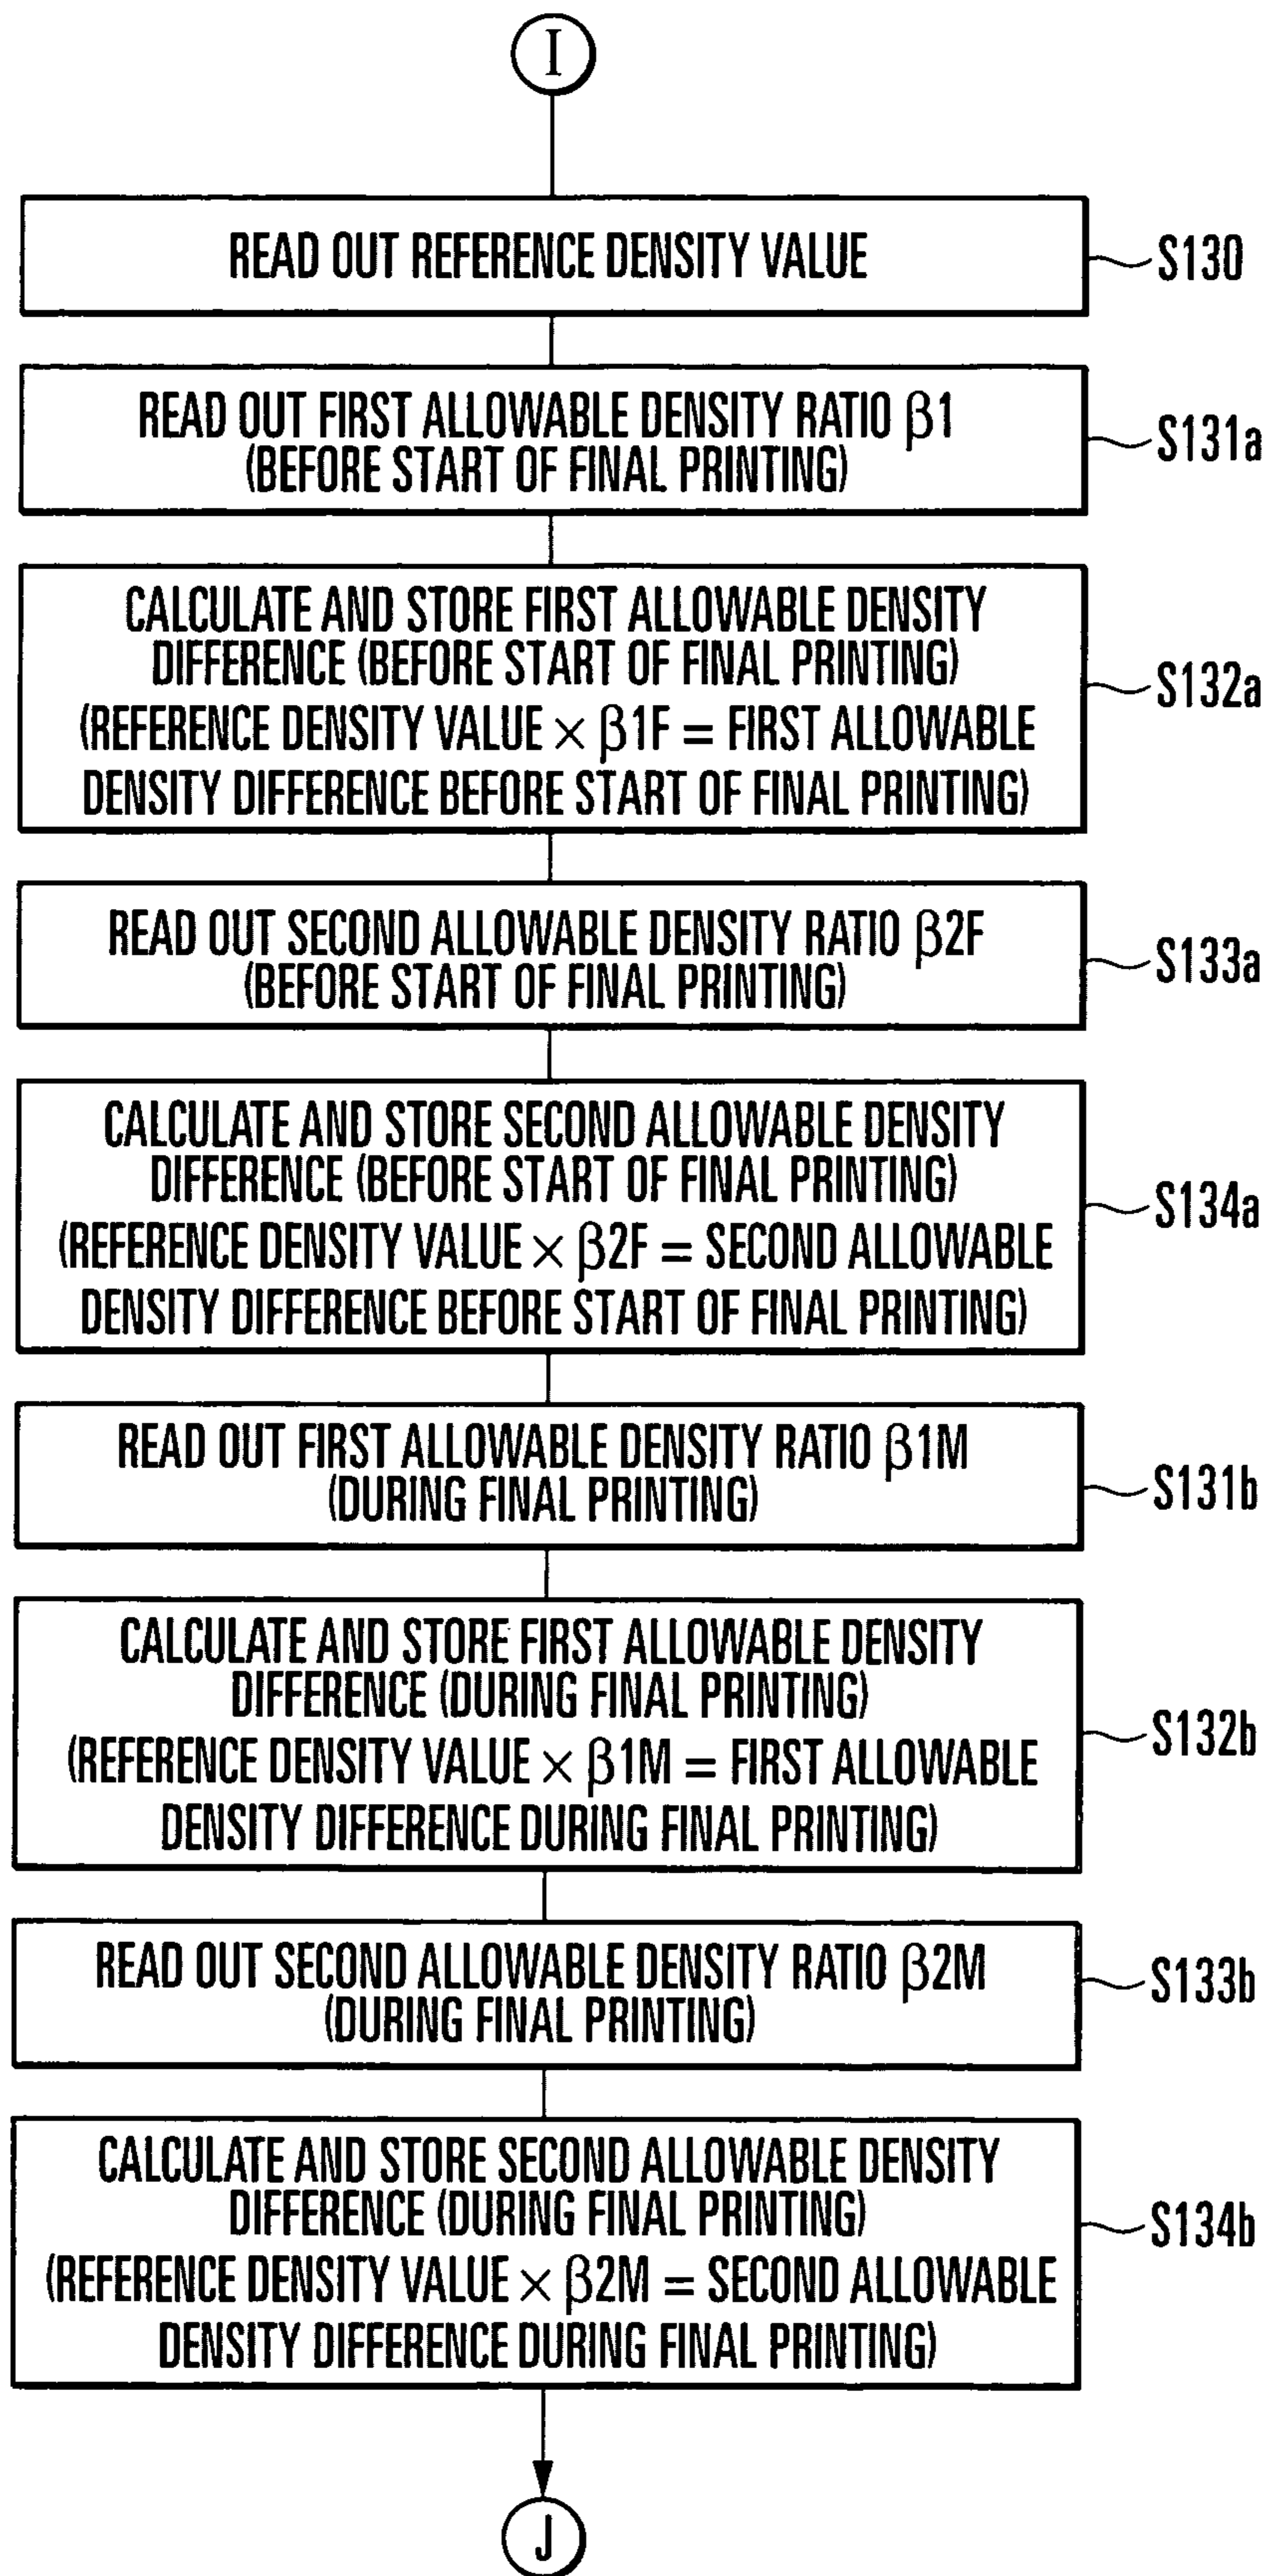 I
READ OUT REFERENCE DENSITY VALUE
S130
READ OUT FIRST ALLOWABLE DENSITY RATIO β1
(BEFORE START OF FINAL PRINTING)
S131a
CALCULATE AND STORE FIRST ALLOWABLE DENSITY
DIFFERENCE (BEFORE START OF FINAL PRINTING)
(REFERENCE DENSITY VALUE × β1F = FIRST ALLOWABLE
DENSITY DIFFERENCE BEFORE START OF FINAL PRINTING)
S132a
READ OUT SECOND ALLOWABLE DENSITY RATIO β2F
(BEFORE START OF FINAL PRINTING)
S133a
CALCULATE AND STORE SECOND ALLOWABLE DENSITY
DIFFERENCE (BEFORE START OF FINAL PRINTING)
(REFERENCE DENSITY VALUE × β2F = SECOND ALLOWABLE
DENSITY DIFFERENCE BEFORE START OF FINAL PRINTING)
S134a
READ OUT FIRST ALLOWABLE DENSITY RATIO β1M
(DURING FINAL PRINTING)
S131b
CALCULATE AND STORE FIRST ALLOWABLE DENSITY
DIFFERENCE (DURING FINAL PRINTING)
(REFERENCE DENSITY VALUE × β1M = FIRST ALLOWABLE
DENSITY DIFFERENCE DURING FINAL PRINTING)
S132b
READ OUT SECOND ALLOWABLE DENSITY RATIO β2M
(DURING FINAL PRINTING)
S133b
CALCULATE AND STORE SECOND ALLOWABLE DENSITY
DIFFERENCE (DURING FINAL PRINTING)
(REFERENCE DENSITY VALUE × β2M = SECOND ALLOWABLE
DENSITY DIFFERENCE DURING FINAL PRINTING)
S134b
J